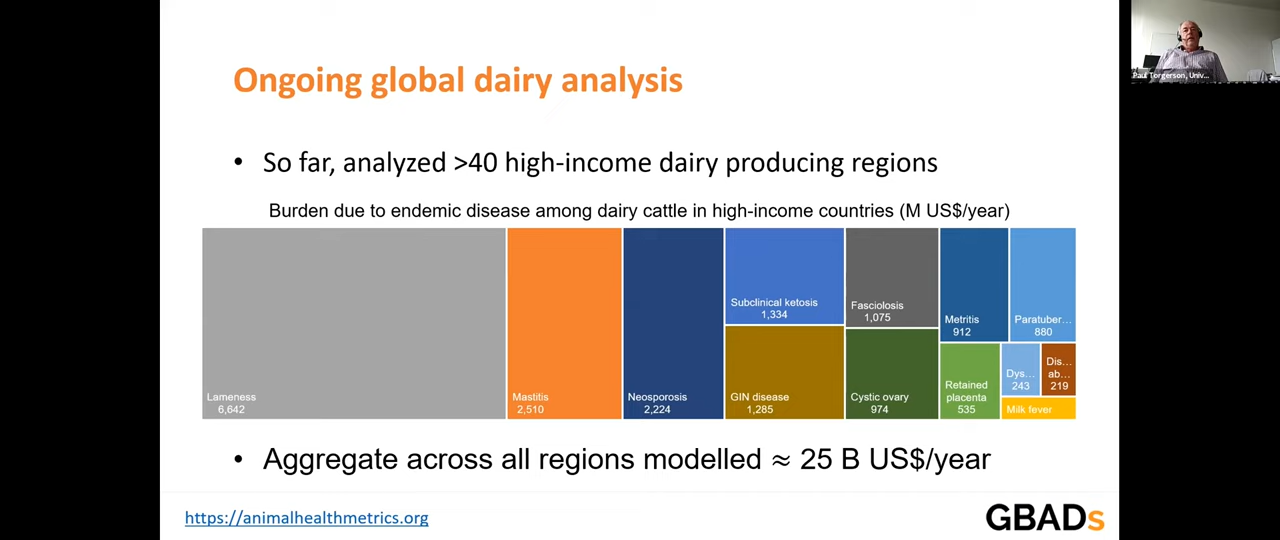 Ongoing global dairy analysis
• So far, analyzed >40 high-income dairy producing regions
Burden due to endemic disease among dairy cattle in high-income countries (M US$/year)
Lameness
6,642
Mastitis
2,510
Neosporosis
2,224
Subclinical ketosis
1,334
GIN disease
1,285
Fasciolosis
1,075
Cystic ovary
974
Metritis
912
Paratuber...
880
Retained
placenta
535
Dys...
243
Dis...
ab...
219
Milk fever
• Aggregate across all regions modelled ≈ 25 B US$/year
https://animalhealthmetrics.org
GBADs
Paul Torgerson, Univ...